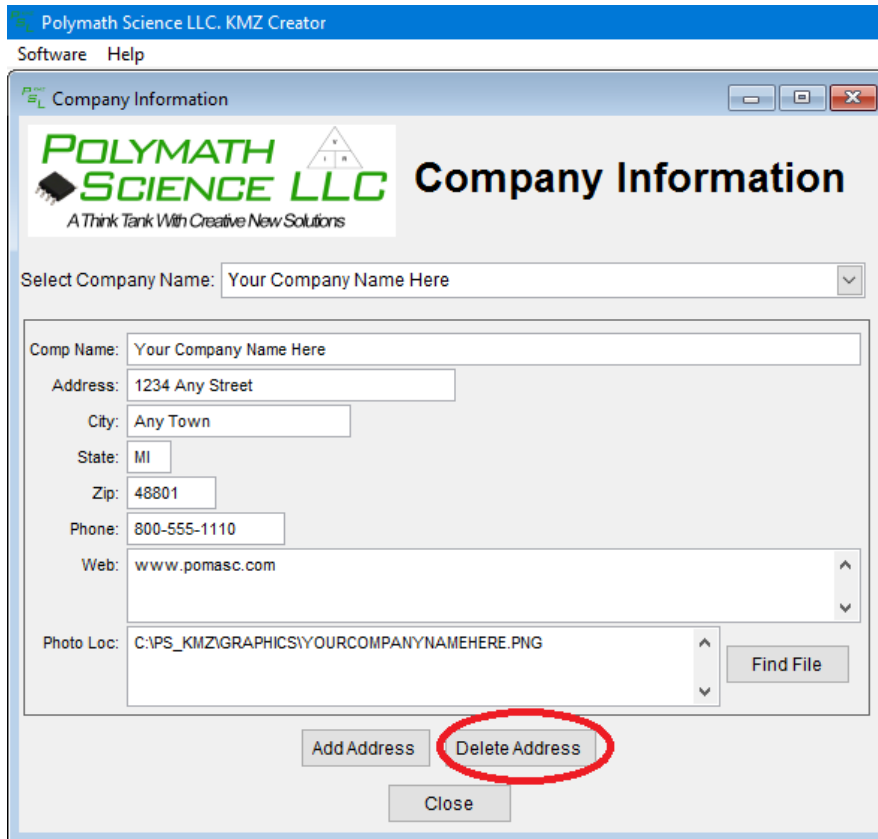 Polymath Science LLC. KMZ Creator
Software Help
Company Information
POLYMATH
SCIENCE LLC
A Think Tank With Creative New Solutions
V
I R
Company Information
Select Company Name: Your Company Name Here
Comp Name: Your Company Name Here
Address: 1234 Any Street
City: Any Town
State: MI
Zip: 48801
Phone: 800-555-1110
Web: www.pomasc.com
Photo Loc: C:\PS_KMZ\GRAPHICS\YOURCOMPANYNAMEHERE.PNG
Find File
Add Address Delete Address
Close